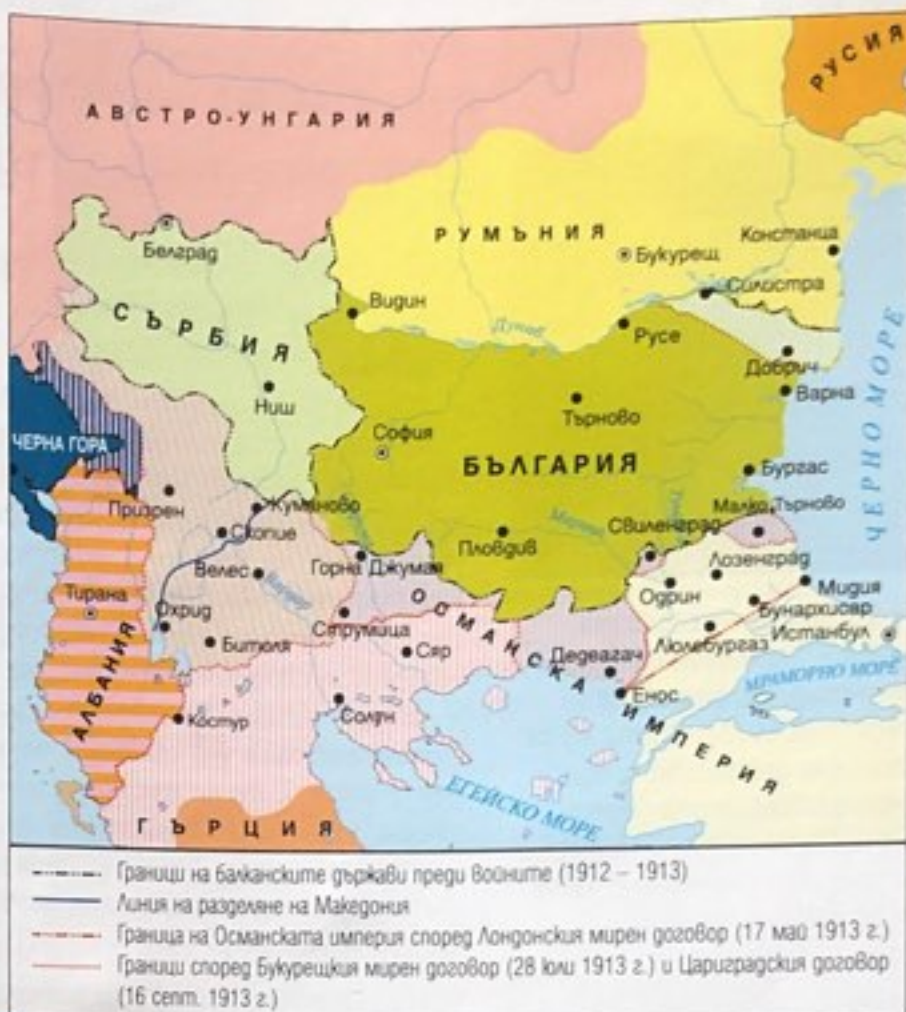 РУСИЯ
АВСТРО-УНГАРИЯ
РУМЪНИЯ
Констанца
Белград
Букурещ
Силистра
Видин
СЪРБИЯ
Дунав
Русе
Добрич
Ниш
Търново
Варна
ЧЕРНО МОРЕ
ЧЕРНА ГОРА
София
БЪЛГАРИЯ
Бургас
Призрен
Куманово
Малко Търново
Скопие
Пловдив
Марица
Свиленград
Велес
Горна Джумая
Лозенград
Вардар
Одрин
Мидия
Тирана
ОСМАНСКА ИМПЕРИЯ
Бунархисар
Охрид
Струмица
Люлебургаз
Истанбул
Битоля
Сяр
Дедеагач
МРАМОРНО МОРЕ
АЛБАНИЯ
Енос
Костур
Солун
ЕГЕЙСКО МОРЕ
ГЪРЦИЯ
Граници на балканските държави преди войните (1912 – 1913)
Линия на разделяне на Македония
Граница на Османската империя според Лондонския мирен договор (17 май 1913 г.)
Граници според Букурещкия мирен договор (28 юли 1913 г.) и Цариградския договор
(16 септ. 1913 г.)